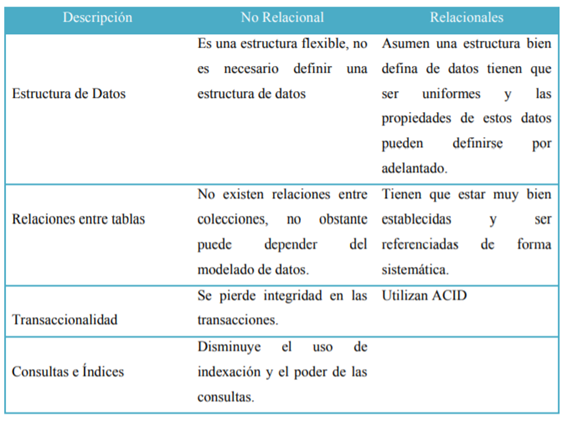 Descripción No Relacional Relacionales
Estructura de Datos
Es una estructura flexible, no
es necesario definir una
estructura de datos
Asumen una estructura bien
defina de datos tienen que
ser uniformes y las
propiedades de estos datos
pueden definirse por
adelantado.
Relaciones entre tablas
No existen relaciones entre
colecciones, no obstante
puede depender del
modelado de datos.
Tienen que estar muy bien
establecidas y ser
referenciadas de forma
sistemática.
Transaccionalidad
Se pierde integridad en las
transacciones.
Utilizan ACID
Consultas e Índices
Disminuye el uso de
indexación y el poder de las
consultas.